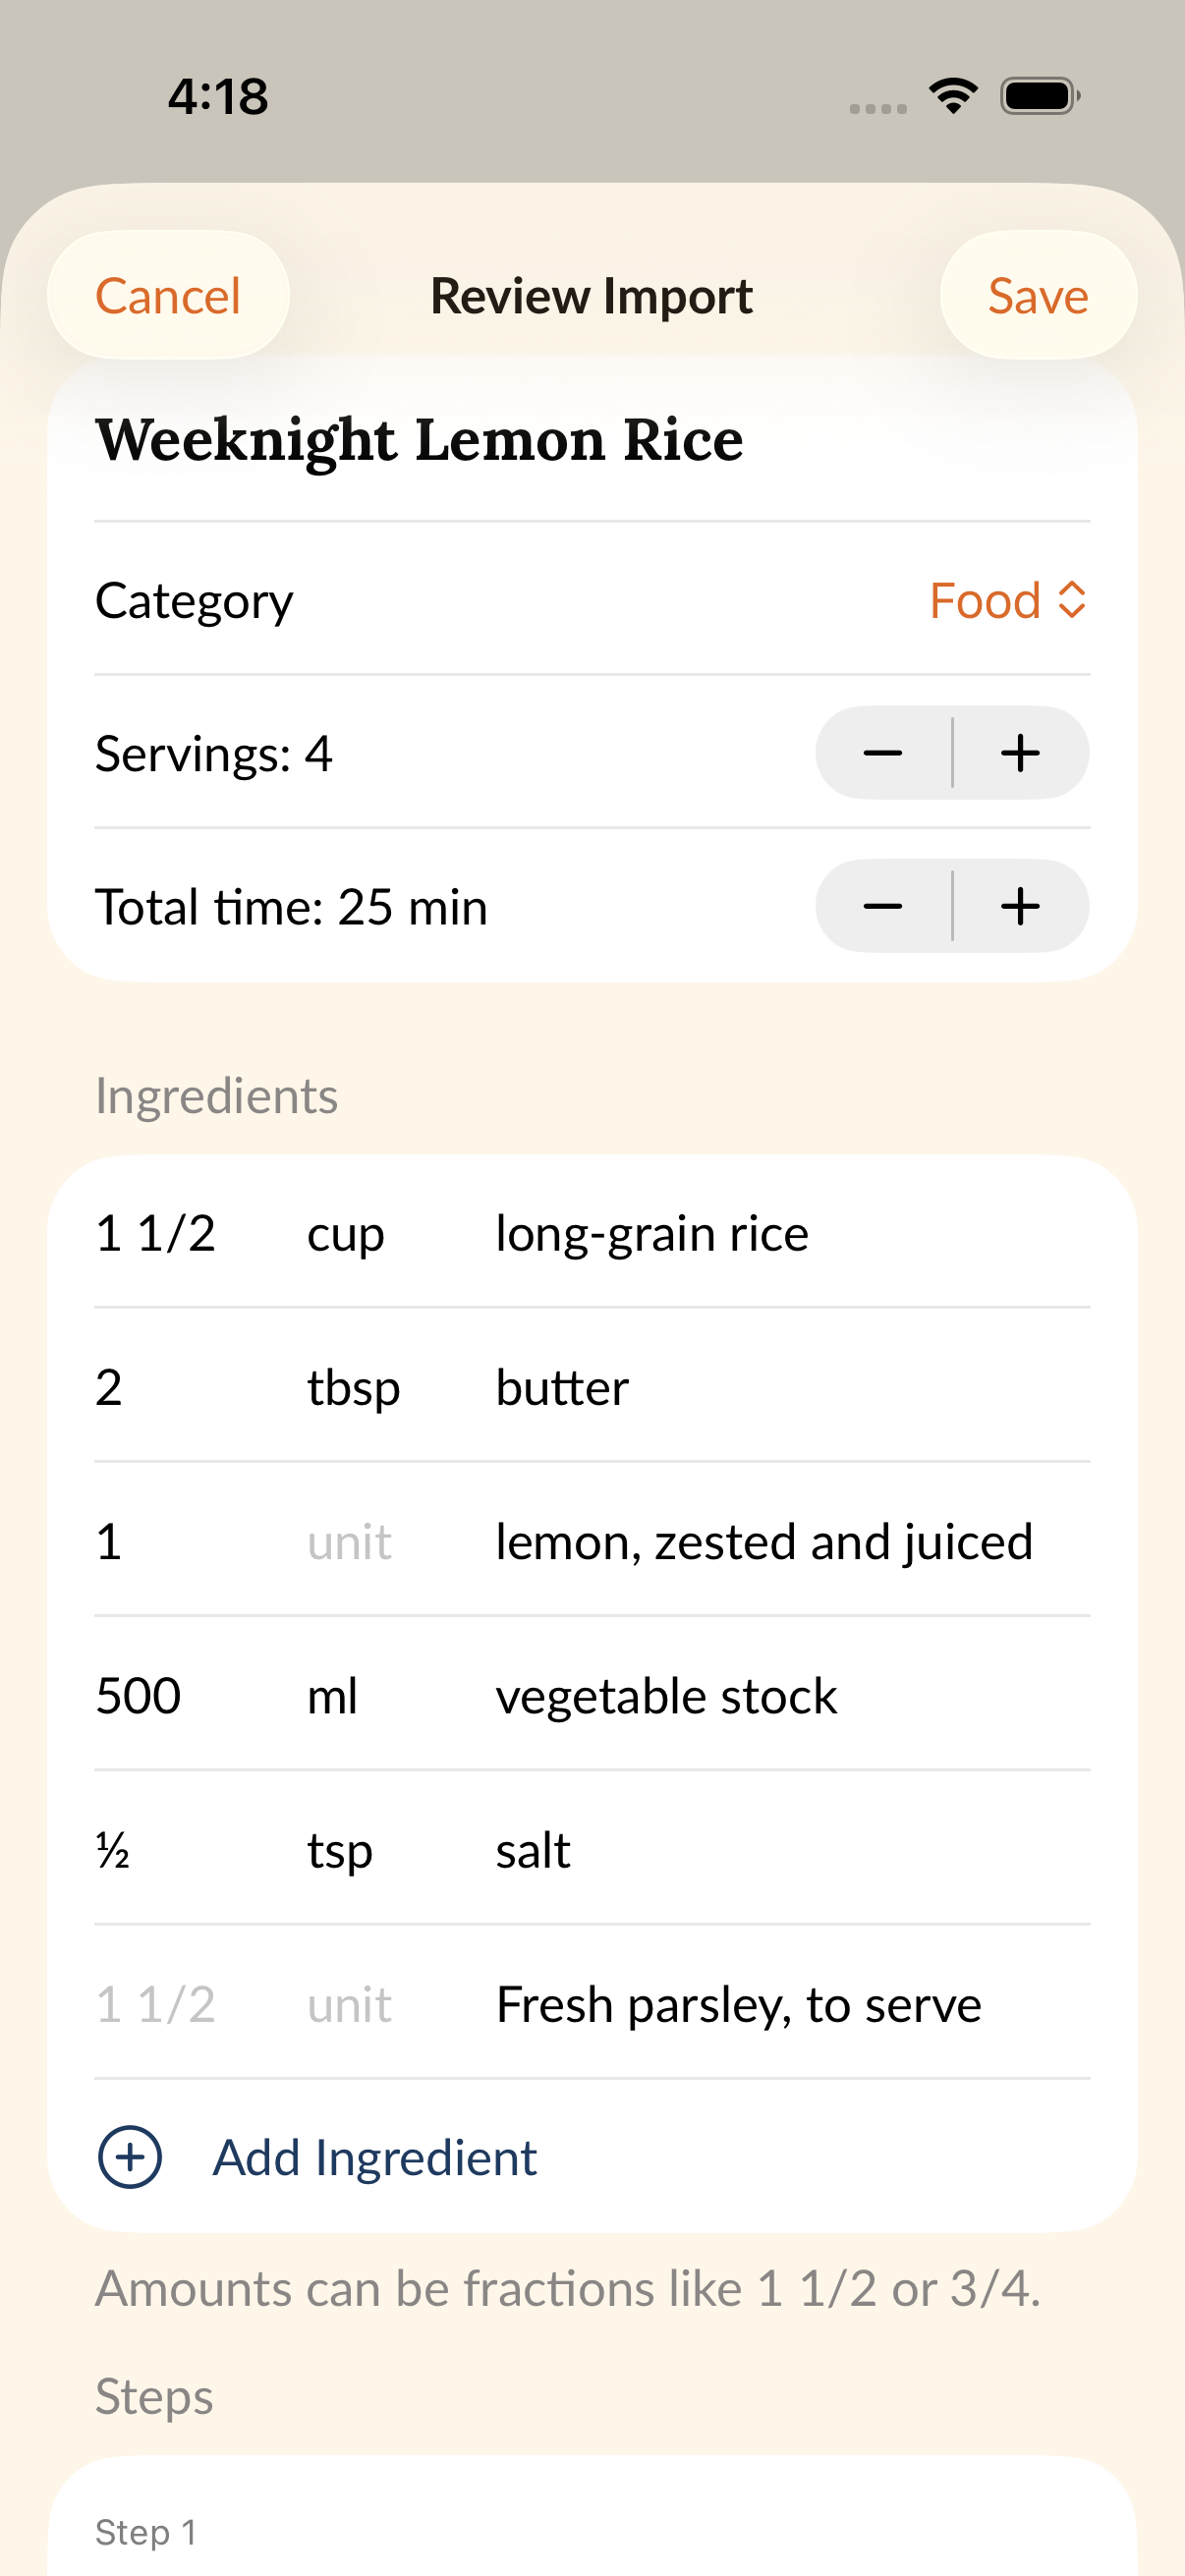 4:18
Cancel
Review Import
Save
Weeknight Lemon Rice
Category
Food
Servings: 4
Total time: 25 min
Ingredients
1 1/2 cup long-grain rice
2 tbsp butter
1 unit lemon, zested and juiced
500 ml vegetable stock
½ tsp salt
1 1/2 unit Fresh parsley, to serve
Add Ingredient
Amounts can be fractions like 1 1/2 or 3/4.
Steps
Step 1